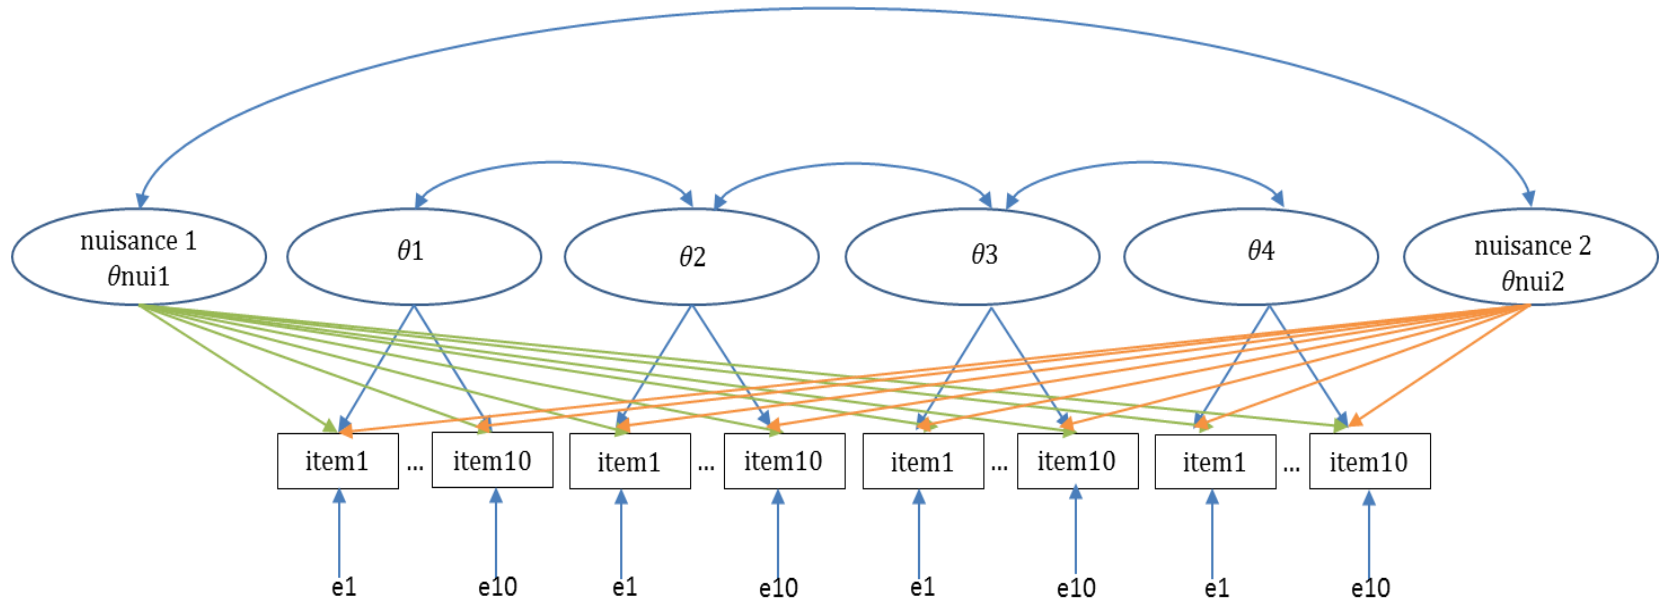 nuisance 1
θnui1
θ1
θ2
θ3
θ4
nuisance 2
θnui2
item1 ... item10 item1 ... item10 item1 ... item10 item1 ... item10
e1 e10 e1 e10 e1 e10 e1 e10